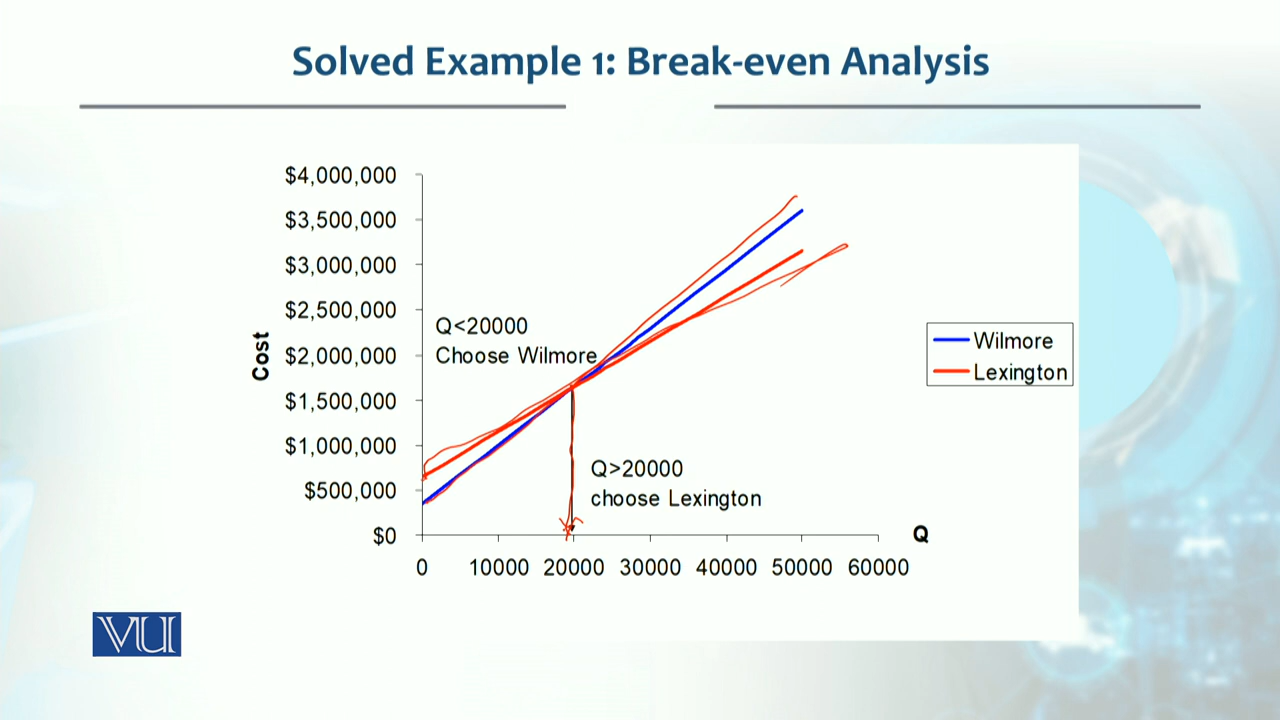 Solved Example 1: Break-even Analysis
$4,000,000
$3,500,000
$3,000,000
$2,500,000
$2,000,000
$1,500,000
$1,000,000
$500,000
$0
Cost
Q<20000
Choose Wilmore
Q>20000
choose Lexington
Wilmore
Lexington
0 10000 20000 30000 40000 50000 60000
Q
VU